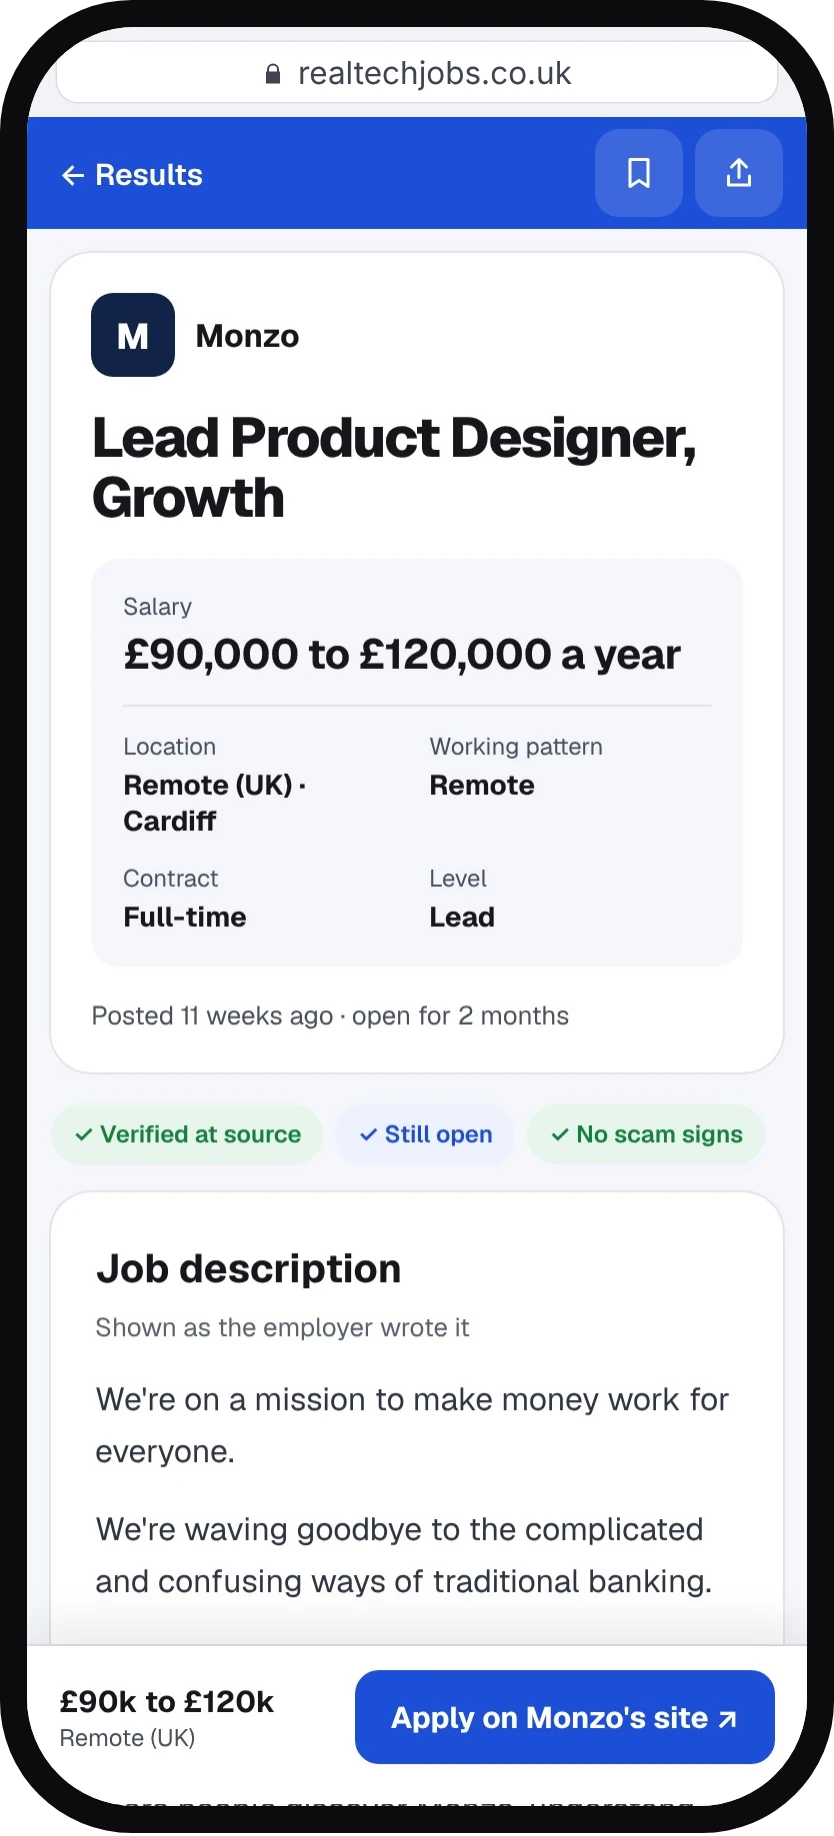 realtechjobs.co.uk
← Results
M Monzo
Lead Product Designer,
Growth
Salary
£90,000 to £120,000 a year
Location
Remote (UK) ·
Cardiff
Working pattern
Remote
Contract
Full-time
Level
Lead
Posted 11 weeks ago · open for 2 months
✓ Verified at source
✓ Still open
✓ No scam signs
Job description
Shown as the employer wrote it
We're on a mission to make money work for
everyone.
We're waving goodbye to the complicated
and confusing ways of traditional banking.
£90k to £120k
Remote (UK)
Apply on Monzo's site ↗